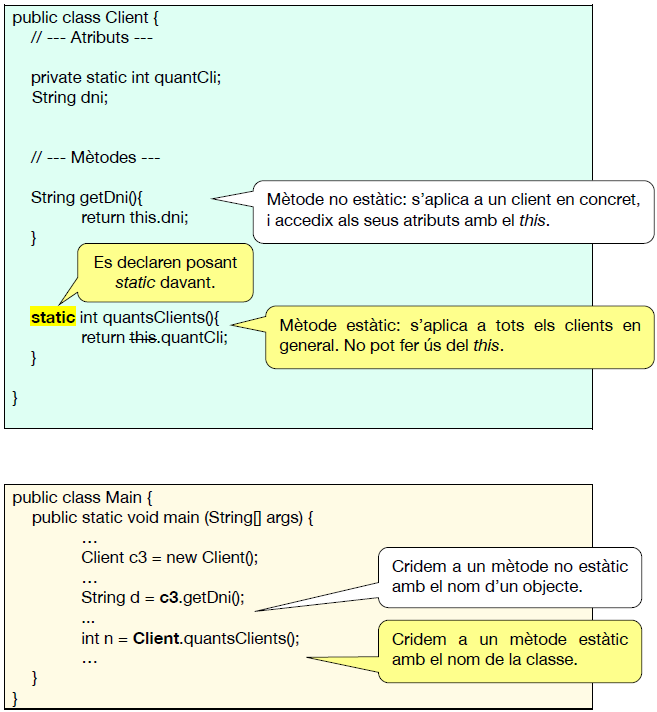 public class Client {
// --- Atributs ---
private static int quantCli;
String dni;
// --- Mètodes ---
String getDni(){
return this.dni;
}
Mètode no estàtic: s’aplica a un client en concret,
i accedix als seus atributs amb el this.
Es declaren posant
static davant.
static int quantsClients(){
return this.quantCli;
}
Mètode estàtic: s’aplica a tots els clients en
general. No pot fer ús del this.
}
public class Main {
public static void main (String[] args) {
…
Client c3 = new Client();
…
String d = c3.getDni();
...
int n = Client.quantsClients();
…
}
}
Cridem a un mètode no estàtic
amb el nom d’un objecte.
Cridem a un mètode estàtic
amb el nom de la classe.